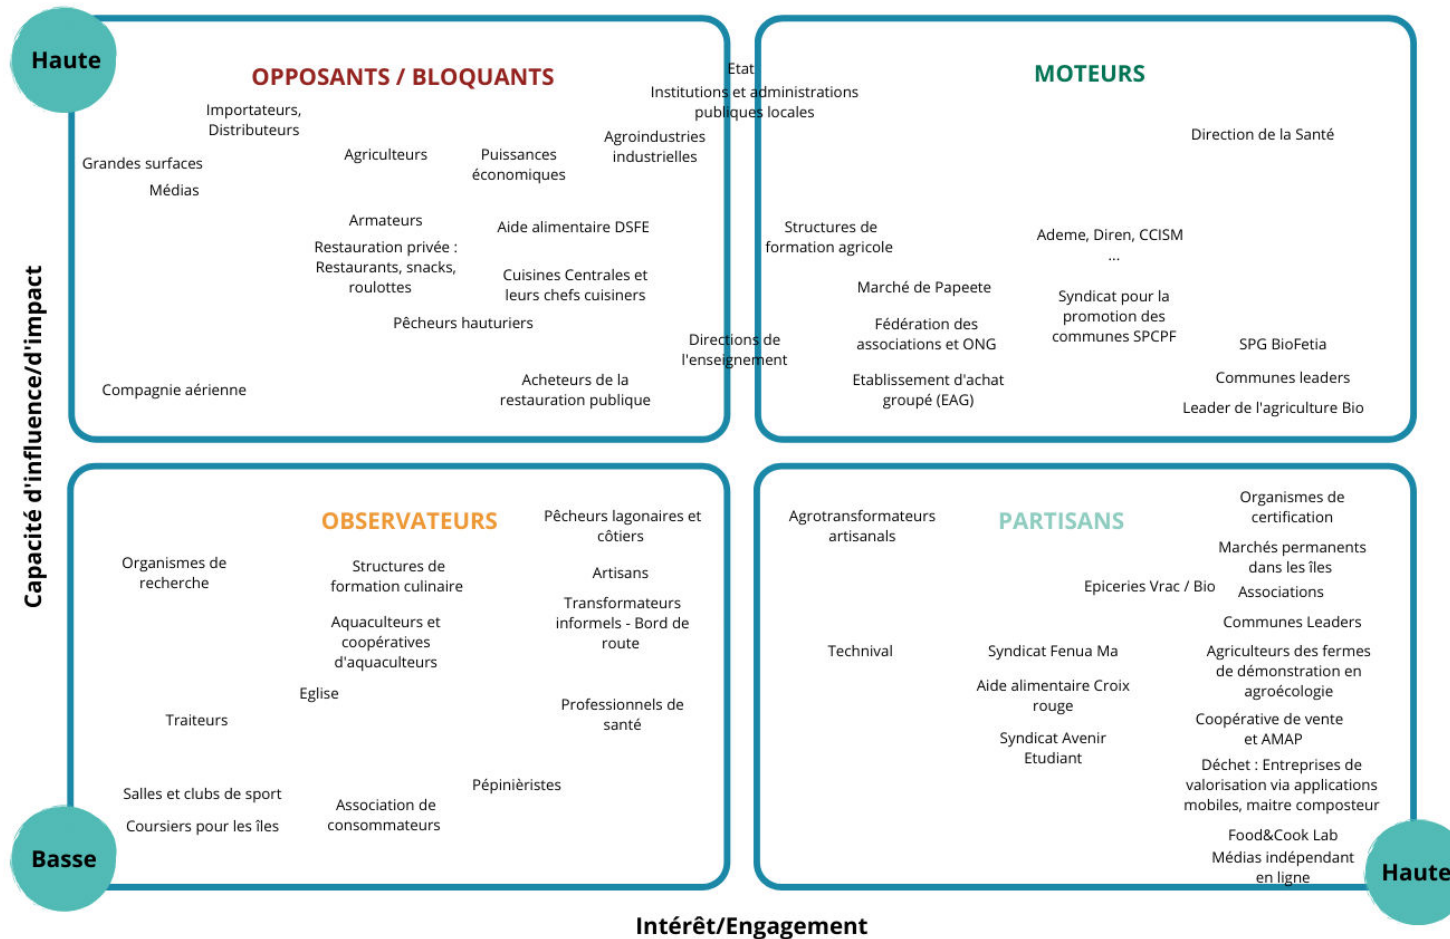 Haute
Capacité d'influence/d'impact
Basse
Intérêt/Engagement
Haute
OPPOSANTS / BLOQUANTS
Importateurs,
Distributeurs
Grandes surfaces
Médias
Agriculteurs
Puissances
économiques
Agroindustries
industrielles
Armateurs
Restauration privée :
Restaurants, snacks,
roulottes
Aide alimentaire DSFE
Cuisines Centrales et
leurs chefs cuisiners
Pêcheurs hauturiers
Compagnie aérienne
Acheteurs de la
restauration publique
Etat
Institutions et administrations
publiques locales
Directions de
l'enseignement
MOTEURS
Direction de la Santé
Structures de
formation agricole
Ademe, Diren, CCISM
...
Marché de Papeete
Fédération des
associations et ONG
Syndicat pour la
promotion des
communes SPCPF
SPG BioFetia
Etablissement d'achat
groupé (EAG)
Communes leaders
Leader de l'agriculture Bio
OBSERVATEURS
Pêcheurs lagonaires et
côtiers
Organismes de
recherche
Structures de
formation culinaire
Artisans
Transformateurs
informels - Bord de
route
Aquaculteurs et
coopératives
d'aquaculteurs
Eglise
Traiteurs
Professionnels de
santé
Pépinièristes
Salles et clubs de sport
Association de
consommateurs
Coursiers pour les îles
PARTISANS
Agrotransformateurs
artisanals
Organismes de
certification
Marchés permanents
dans les îles
Epiceries Vrac / Bio
Associations
Communes Leaders
Technival
Syndicat Fenua Ma
Agriculteurs des fermes
de démonstration en
agroécologie
Aide alimentaire Croix
rouge
Coopérative de vente
et AMAP
Syndicat Avenir
Etudiant
Déchet : Entreprises de
valorisation via applications
mobiles, maitre composteur
Food&Cook Lab
Médias indépendant
en ligne